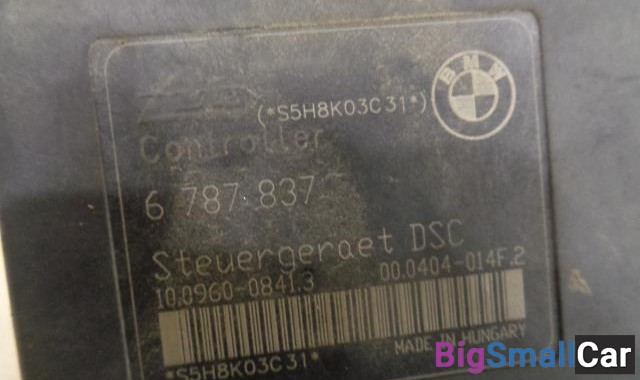 BMW
(*S5H8K03C31*)
Controller
6 787 837
Steuergeraet DSC
10.0960-0841.3 00.0404-014F.2
MADE IN HUNGARY
*S5H8K03C31*
BigSmallCar